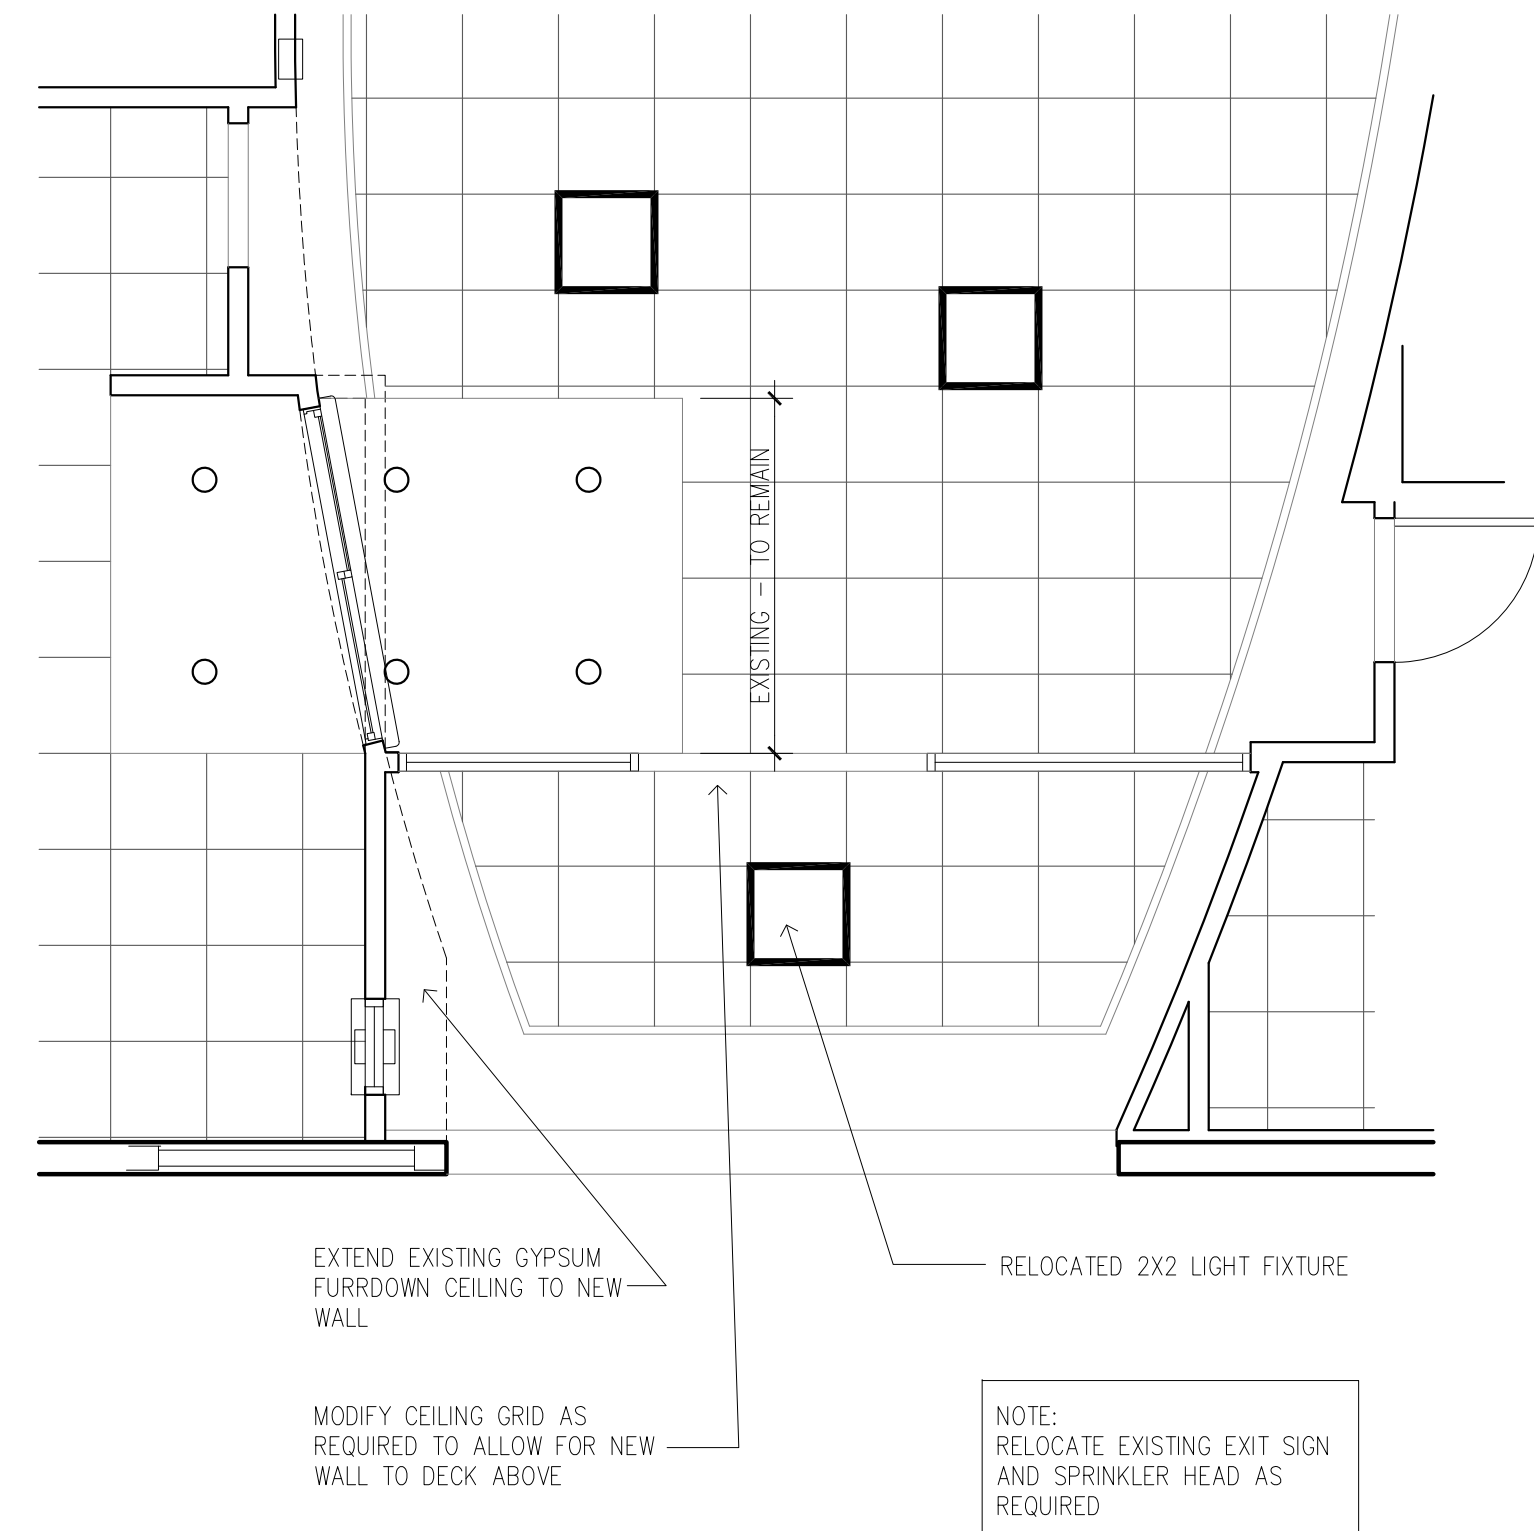 EXISTING – TO REMAIN
EXTEND EXISTING GYPSUM
FURRDOWN CEILING TO NEW
WALL
RELOCATED 2X2 LIGHT FIXTURE
MODIFY CEILING GRID AS
REQUIRED TO ALLOW FOR NEW
WALL TO DECK ABOVE
NOTE:
RELOCATE EXISTING EXIT SIGN
AND SPRINKLER HEAD AS
REQUIRED